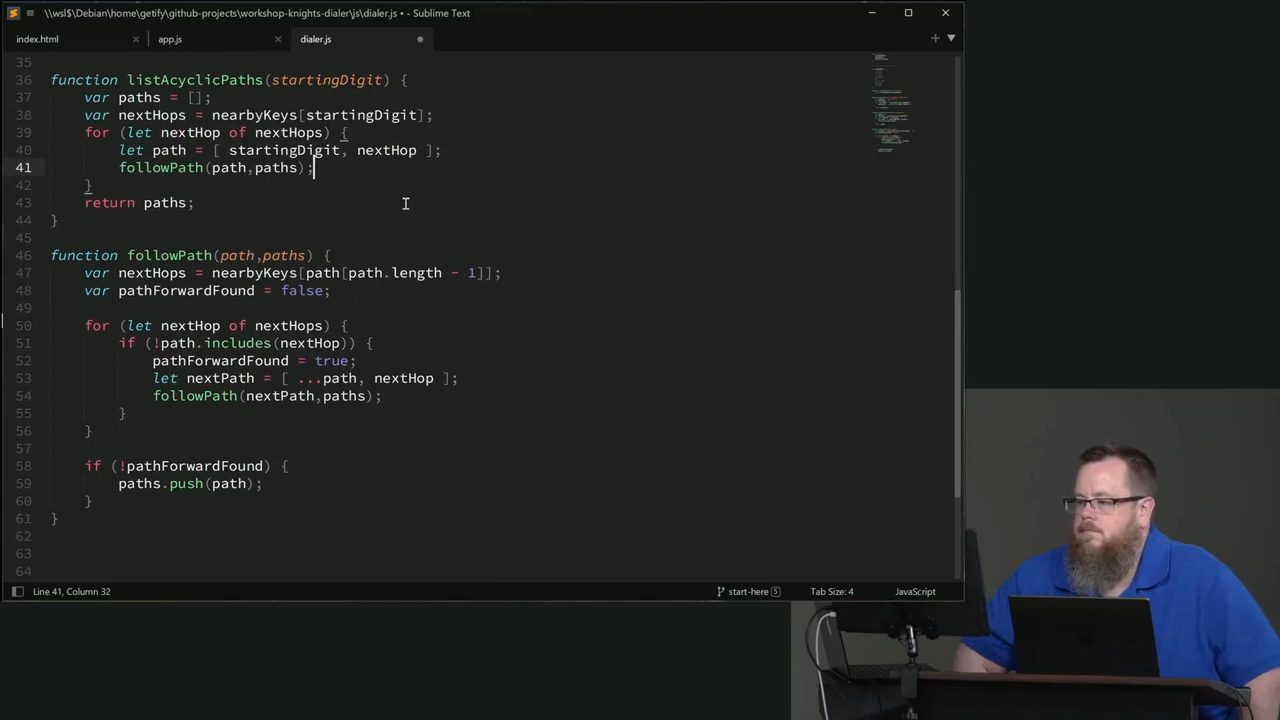 \\wsl$\Debian\home\getify\github-projects\workshop-knights-dialer\js\dialer.js • - Sublime Text
index.html
app.js
dialer.js
35
36 function listAcyclicPaths(startingDigit) {
37     var paths = [];
38     var nextHops = nearbyKeys[startingDigit];
39     for (let nextHop of nextHops) {
40         let path = [ startingDigit, nextHop ];
41         followPath(path,paths);
42     }
43     return paths;
44 }
45
46 function followPath(path,paths) {
47     var nextHops = nearbyKeys[path[path.length - 1]];
48     var pathForwardFound = false;
49
50     for (let nextHop of nextHops) {
51         if (!path.includes(nextHop)) {
52             pathForwardFound = true;
53             let nextPath = [ ...path, nextHop ];
54             followPath(nextPath,paths);
55         }
56     }
57
58     if (!pathForwardFound) {
59         paths.push(path);
60     }
61 }
62
63
64
Line 41, Column 32
start-here 5
Tab Size: 4
JavaScript